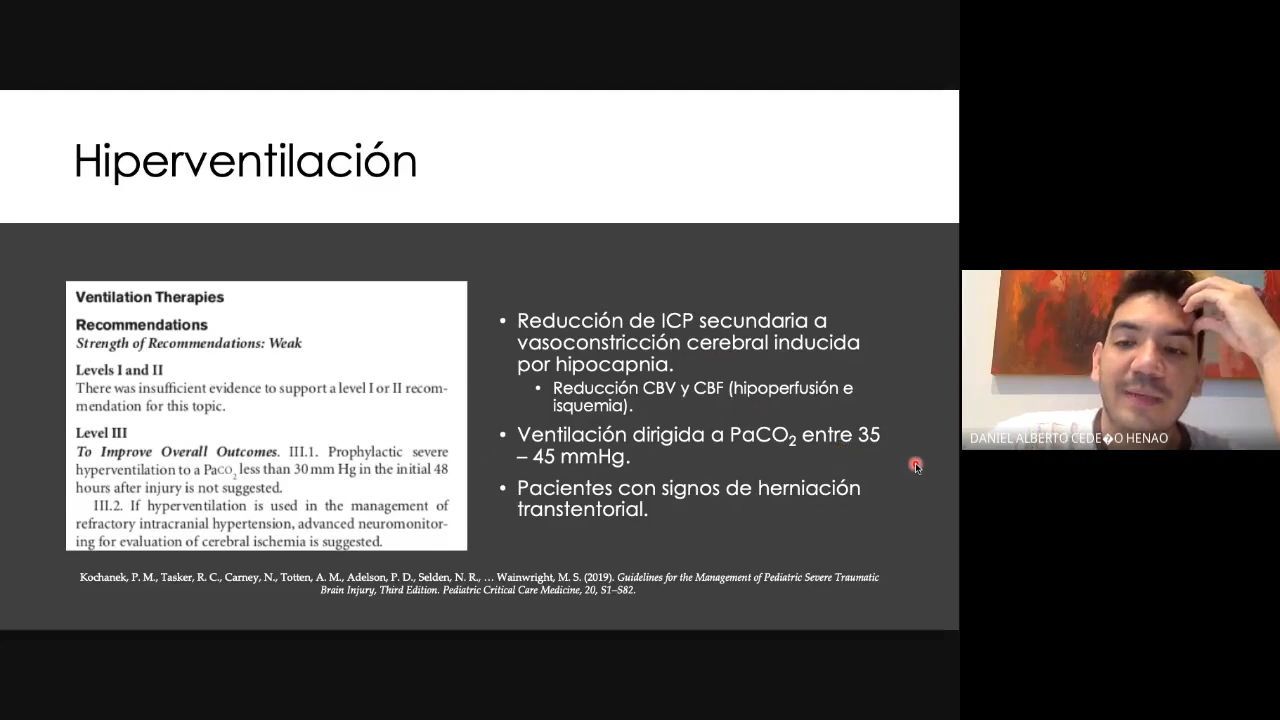 Hiperventilación
Ventilation Therapies
Recommendations
Strength of Recommendations: Weak
Levels I and II
There was insufficient evidence to support a level I or II recom-
mendation for this topic.
Level III
To Improve Overall Outcomes. III.1. Prophylactic severe
hyperventilation to a PaCO2 less than 30 mm Hg in the initial 48
hours after injury is not suggested.
III.2. If hyperventilation is used in the management of
refractory intracranial hypertension, advanced neuromonitor-
ing for evaluation of cerebral ischemia is suggested.
• Reducción de ICP secundaria a
vasoconstricción cerebral inducida
por hipocapnia.
• Reducción CBV y CBF (hipoperfusión e
isquemia).
• Ventilación dirigida a PaCO2 entre 35
– 45 mmHg.
• Pacientes con signos de herniación
transtentorial.
Kochanek, P. M., Tasker, R. C., Carney, N., Totten, A. M., Adelson, P. D., Selden, N. R., … Wainwright, M. S. (2019). Guidelines for the Management of Pediatric Severe Traumatic
Brain Injury, Third Edition. Pediatric Critical Care Medicine, 20, S1–S82.
DANIEL ALBERTO CEDE�O HENAO